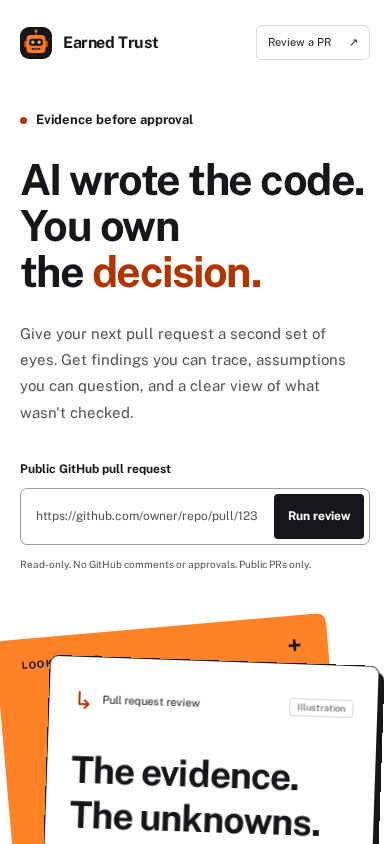 Earned Trust
Review a PR ↗
Evidence before approval
AI wrote the code.
You own
the decision.
Give your next pull request a second set of
eyes. Get findings you can trace, assumptions
you can question, and a clear view of what
wasn't checked.
Public GitHub pull request
https://github.com/owner/repo/pull/123
Run review
Read-only. No GitHub comments or approvals. Public PRs only.
+
Pull request review
Illustration
The evidence.
The unknowns.